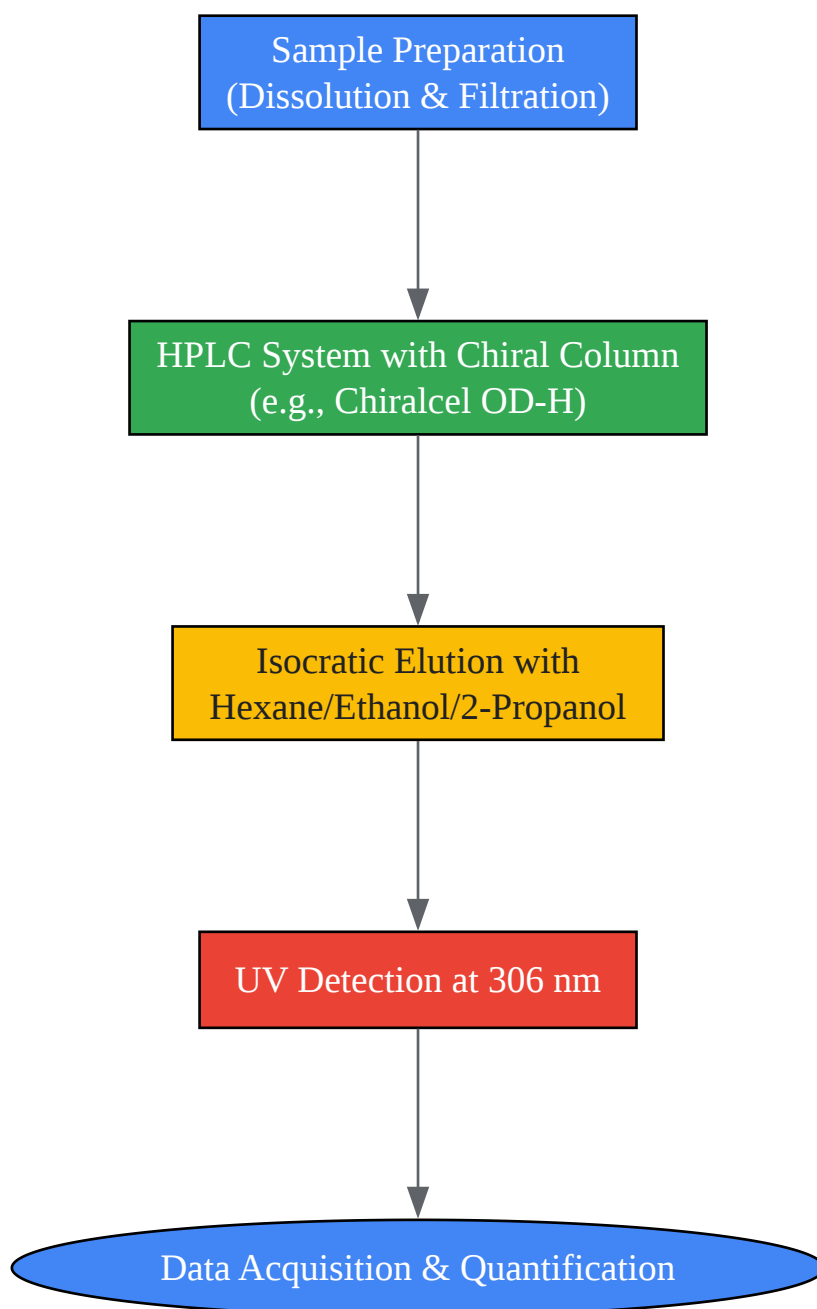 Sample Preparation
(Dissolution & Filtration)
HPLC System with Chiral Column
(e.g., Chiralcel OD-H)
Isocratic Elution with
Hexane/Ethanol/2-Propanol
UV Detection at 306 nm
Data Acquisition & Quantification